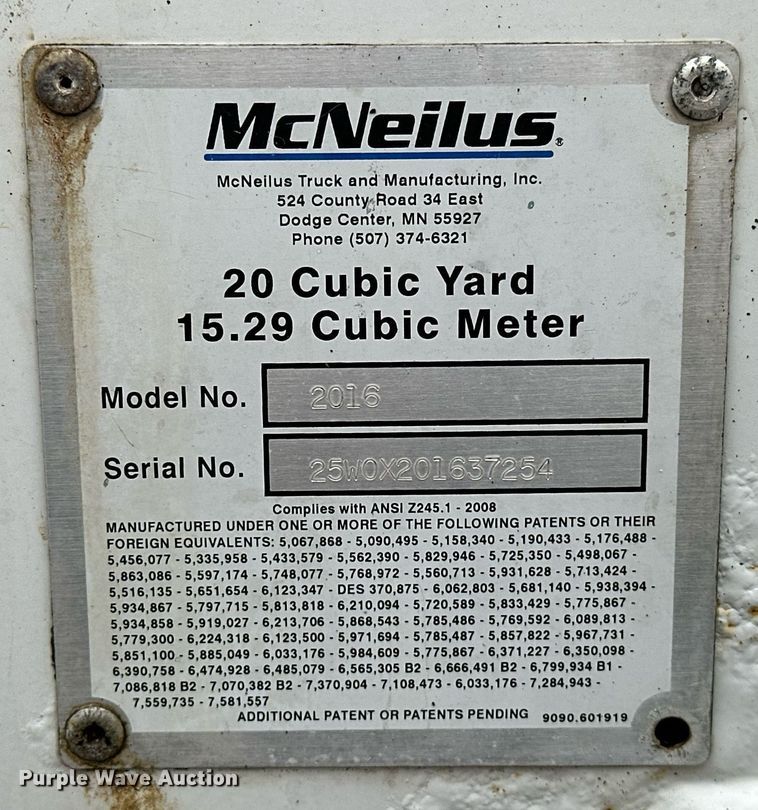 McNeilus®
McNeilus Truck and Manufacturing, Inc.
524 County Road 34 East
Dodge Center, MN 55927
Phone (507) 374-6321
20 Cubic Yard
15.29 Cubic Meter
Model No. 2016
Serial No. 25W0X201637254
Complies with ANSI Z245.1 - 2008
MANUFACTURED UNDER ONE OR MORE OF THE FOLLOWING PATENTS OR THEIR
FOREIGN EQUIVALENTS: 5,067,868 - 5,090,495 - 5,158,340 - 5,190,433 - 5,176,488 -
5,456,077 - 5,335,958 - 5,433,579 - 5,562,390 - 5,829,946 - 5,725,350 - 5,498,067 -
5,863,086 - 5,597,174 - 5,748,077 - 5,768,972 - 5,560,713 - 5,931,628 - 5,713,424 -
5,516,135 - 5,651,654 - 6,123,347 - DES 370,875 - 6,062,803 - 5,681,140 - 5,938,394 -
5,934,867 - 5,797,715 - 5,813,818 - 6,210,094 - 5,720,589 - 5,833,429 - 5,775,867 -
5,934,858 - 5,919,027 - 6,213,706 - 5,868,543 - 5,785,486 - 5,769,592 - 6,089,813 -
5,779,300 - 6,224,318 - 6,123,500 - 5,971,694 - 5,785,487 - 5,857,822 - 5,967,731 -
5,851,100 - 5,885,049 - 6,033,176 - 5,984,609 - 5,775,867 - 6,371,227 - 6,350,098 -
6,390,758 - 6,474,928 - 6,485,079 - 6,565,305 B2 - 6,666,491 B2 - 6,799,934 B1 -
7,086,818 B2 - 7,070,382 B2 - 7,370,904 - 7,108,473 - 6,033,176 - 7,284,943 -
7,559,735 - 7,581,557
ADDITIONAL PATENT OR PATENTS PENDING 9090.601919
Purple Wave Auction